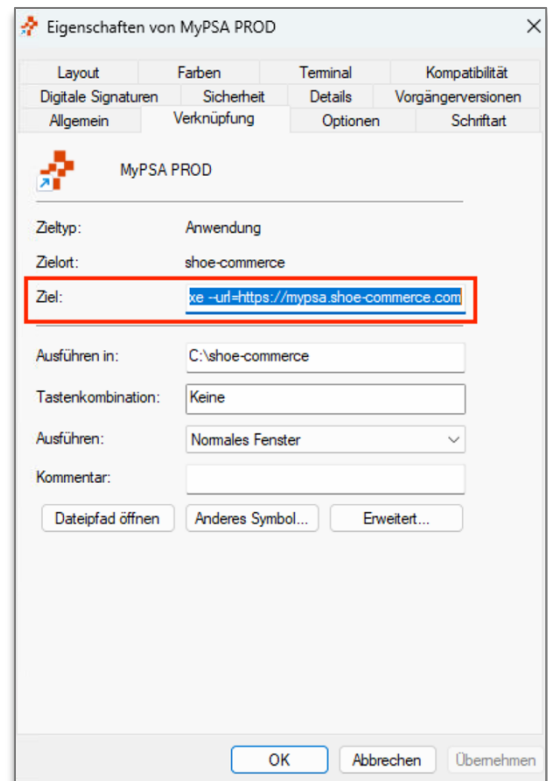 Eigenschaften von MyPSA PROD
Layout Farben Terminal Kompatibilität
Digitale Signaturen Sicherheit Details Vorgängerversionen
Allgemein Verknüpfung Optionen Schriftart
MyPSA PROD
Zieltyp: Anwendung
Zielort: shoe-commerce
Ziel: xe --url=https://mypsa.shoe-commerce.com
Ausführen in: C:\shoe-commerce
Tastenkombination: Keine
Ausführen: Normales Fenster
Kommentar:
Dateipfad öffnen Anderes Symbol... Erweitert...
OK Abbrechen Übernehmen